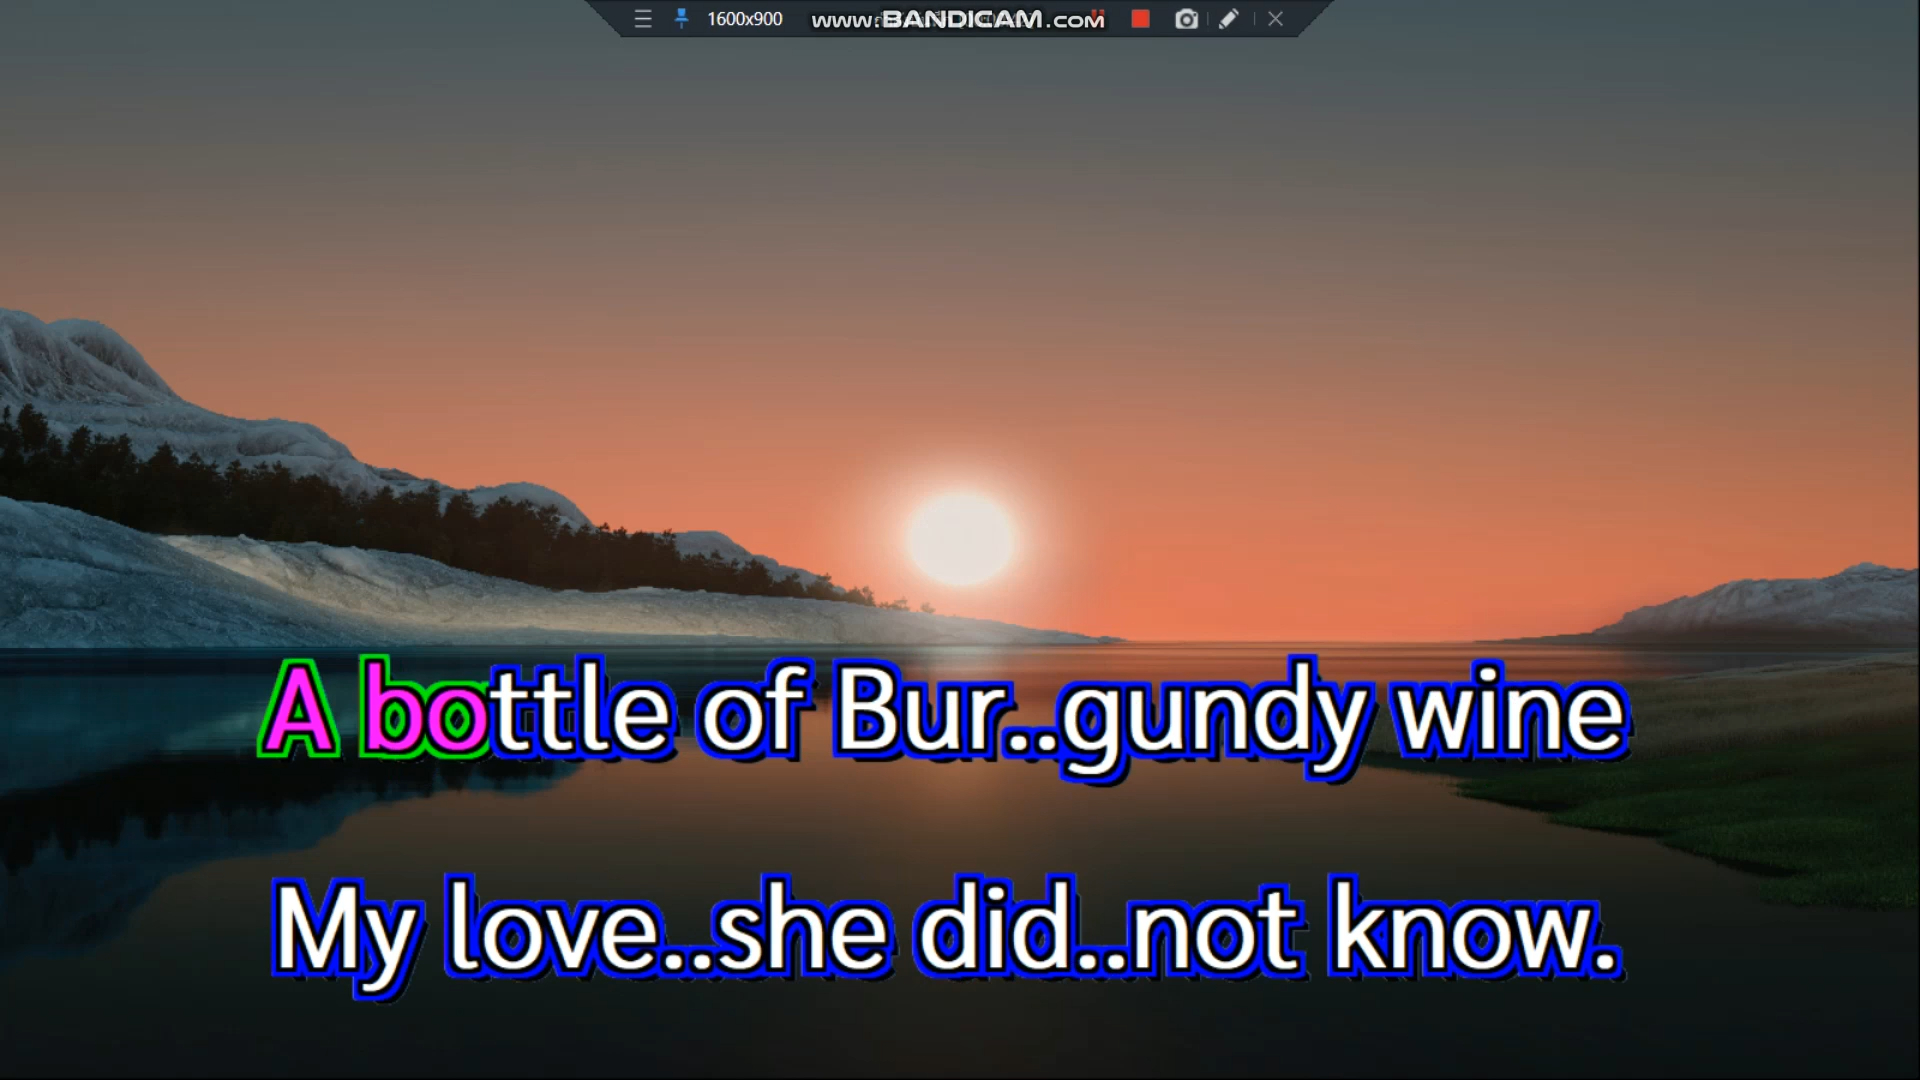 1600x900 www.BANDICAM.com
A bottle of Bur..gundy wine
My love..she did..not know.